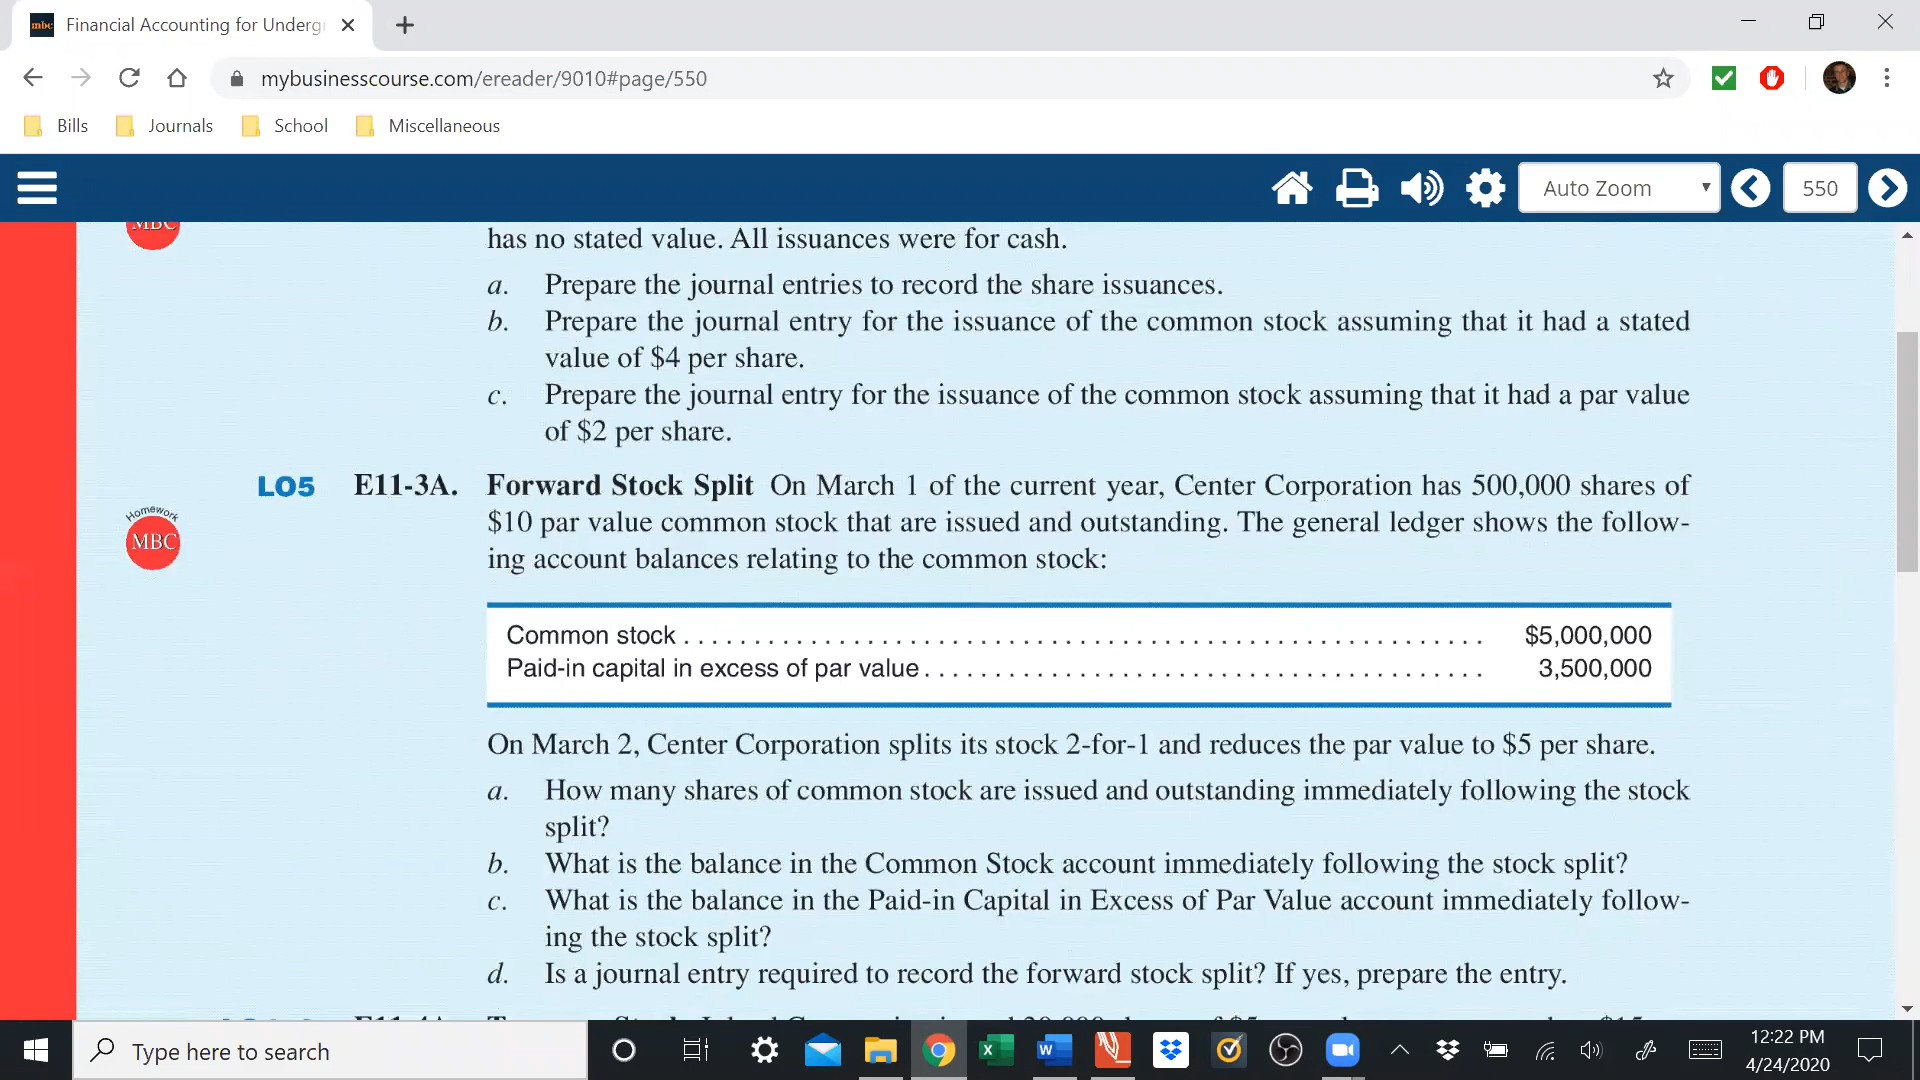 mbc Financial Accounting for Underg
mybusinesscourse.com/ereader/9010#page/550
Bills Journals School Miscellaneous
Auto Zoom 550
MBC
has no stated value. All issuances were for cash.
a. Prepare the journal entries to record the share issuances.
b. Prepare the journal entry for the issuance of the common stock assuming that it had a stated
value of $4 per share.
c. Prepare the journal entry for the issuance of the common stock assuming that it had a par value
of $2 per share.
LO5 E11-3A. Forward Stock Split On March 1 of the current year, Center Corporation has 500,000 shares of
Homework
MBC
$10 par value common stock that are issued and outstanding. The general ledger shows the follow-
ing account balances relating to the common stock:
Common stock . . . . . . . . . . . . . . . . . . . . $5,000,000
Paid-in capital in excess of par value . . . . . . . . . . . . . . . . . . . . 3,500,000
On March 2, Center Corporation splits its stock 2-for-1 and reduces the par value to $5 per share.
a. How many shares of common stock are issued and outstanding immediately following the stock
split?
b. What is the balance in the Common Stock account immediately following the stock split?
c. What is the balance in the Paid-in Capital in Excess of Par Value account immediately follow-
ing the stock split?
d. Is a journal entry required to record the forward stock split? If yes, prepare the entry.
Type here to search
12:22 PM
4/24/2020